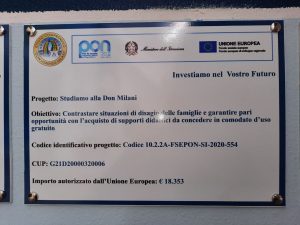 pon
Ministero dell'Istruzione
UNIONE EUROPEA
Investiamo nel Vostro Futuro
Progetto: Studiamo alla Don Milani
Obiettivo: Contrastare situazioni di disagio delle famiglie e garantire pari
opportunità con l'acquisto di supporti didattici da concedere in comodato d'uso
gratuito
Codice identificativo progetto: Codice 10.2.2A-FSEPON-SI-2020-554
CUP: G21D20000320006
Importo autorizzato dall'Unione Europea: € 18.353